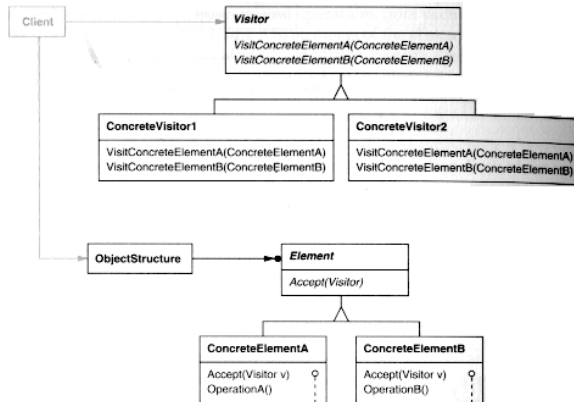 Client
Visitor
VisitConcreteElementA(ConcreteElementA)
VisitConcreteElementB(ConcreteElementB)
ConcreteVisitor1
VisitConcreteElementA(ConcreteElementA)
VisitConcreteElementB(ConcreteElementB)
ConcreteVisitor2
VisitConcreteElementA(ConcreteElementA)
VisitConcreteElementB(ConcreteElementB)
ObjectStructure
Element
Accept(Visitor)
ConcreteElementA
Accept(Visitor v)
OperationA()
ConcreteElementB
Accept(Visitor v)
OperationB()